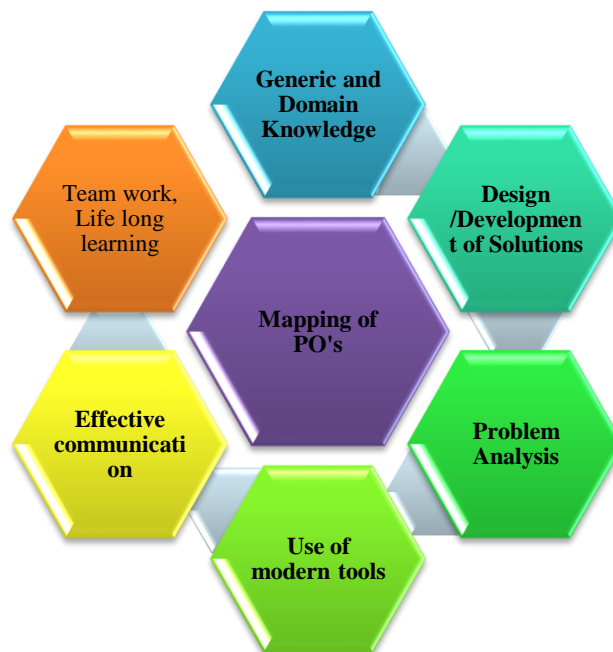 Generic and
Domain
Knowledge
Team work,
Life long
learning
Design
/Developmen
t of Solutions
Mapping of
PO's
Effective
communicati
on
Problem
Analysis
Use of
modern tools